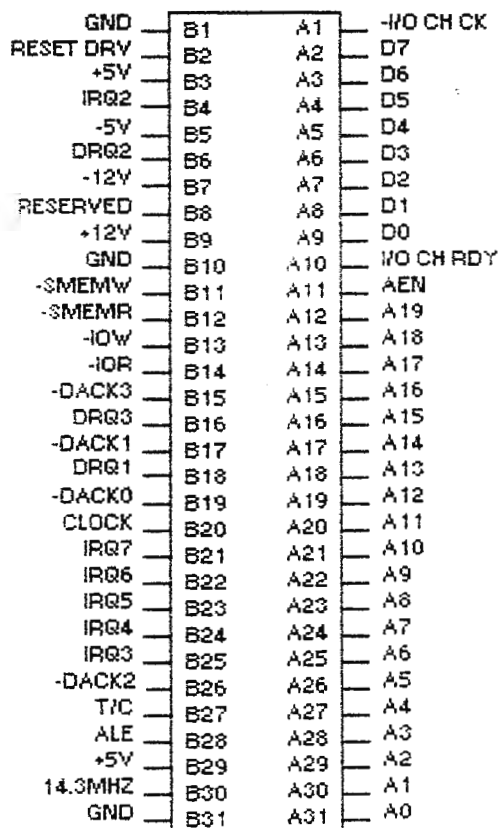 GND B1 A1 -I/O CH CK
RESET DRV B2 A2 D7
+5V B3 A3 D6
IRQ2 B4 A4 D5
-5V B5 A5 D4
DRQ2 B6 A6 D3
-12V B7 A7 D2
RESERVED B8 A8 D1
+12V B9 A9 D0
GND B10 A10 I/O CH RDY
-SMEMW B11 A11 AEN
-SMEMR B12 A12 A19
-IOW B13 A13 A18
-IOR B14 A14 A17
-DACK3 B15 A15 A16
DRQ3 B16 A16 A15
-DACK1 B17 A17 A14
DRQ1 B18 A18 A13
-DACK0 B19 A19 A12
CLOCK B20 A20 A11
IRQ7 B21 A21 A10
IRQ6 B22 A22 A9
IRQ5 B23 A23 A8
IRQ4 B24 A24 A7
IRQ3 B25 A25 A6
-DACK2 B26 A26 A5
T/C B27 A27 A4
ALE B28 A28 A3
+5V B29 A29 A2
14.3MHZ B30 A30 A1
GND B31 A31 A0